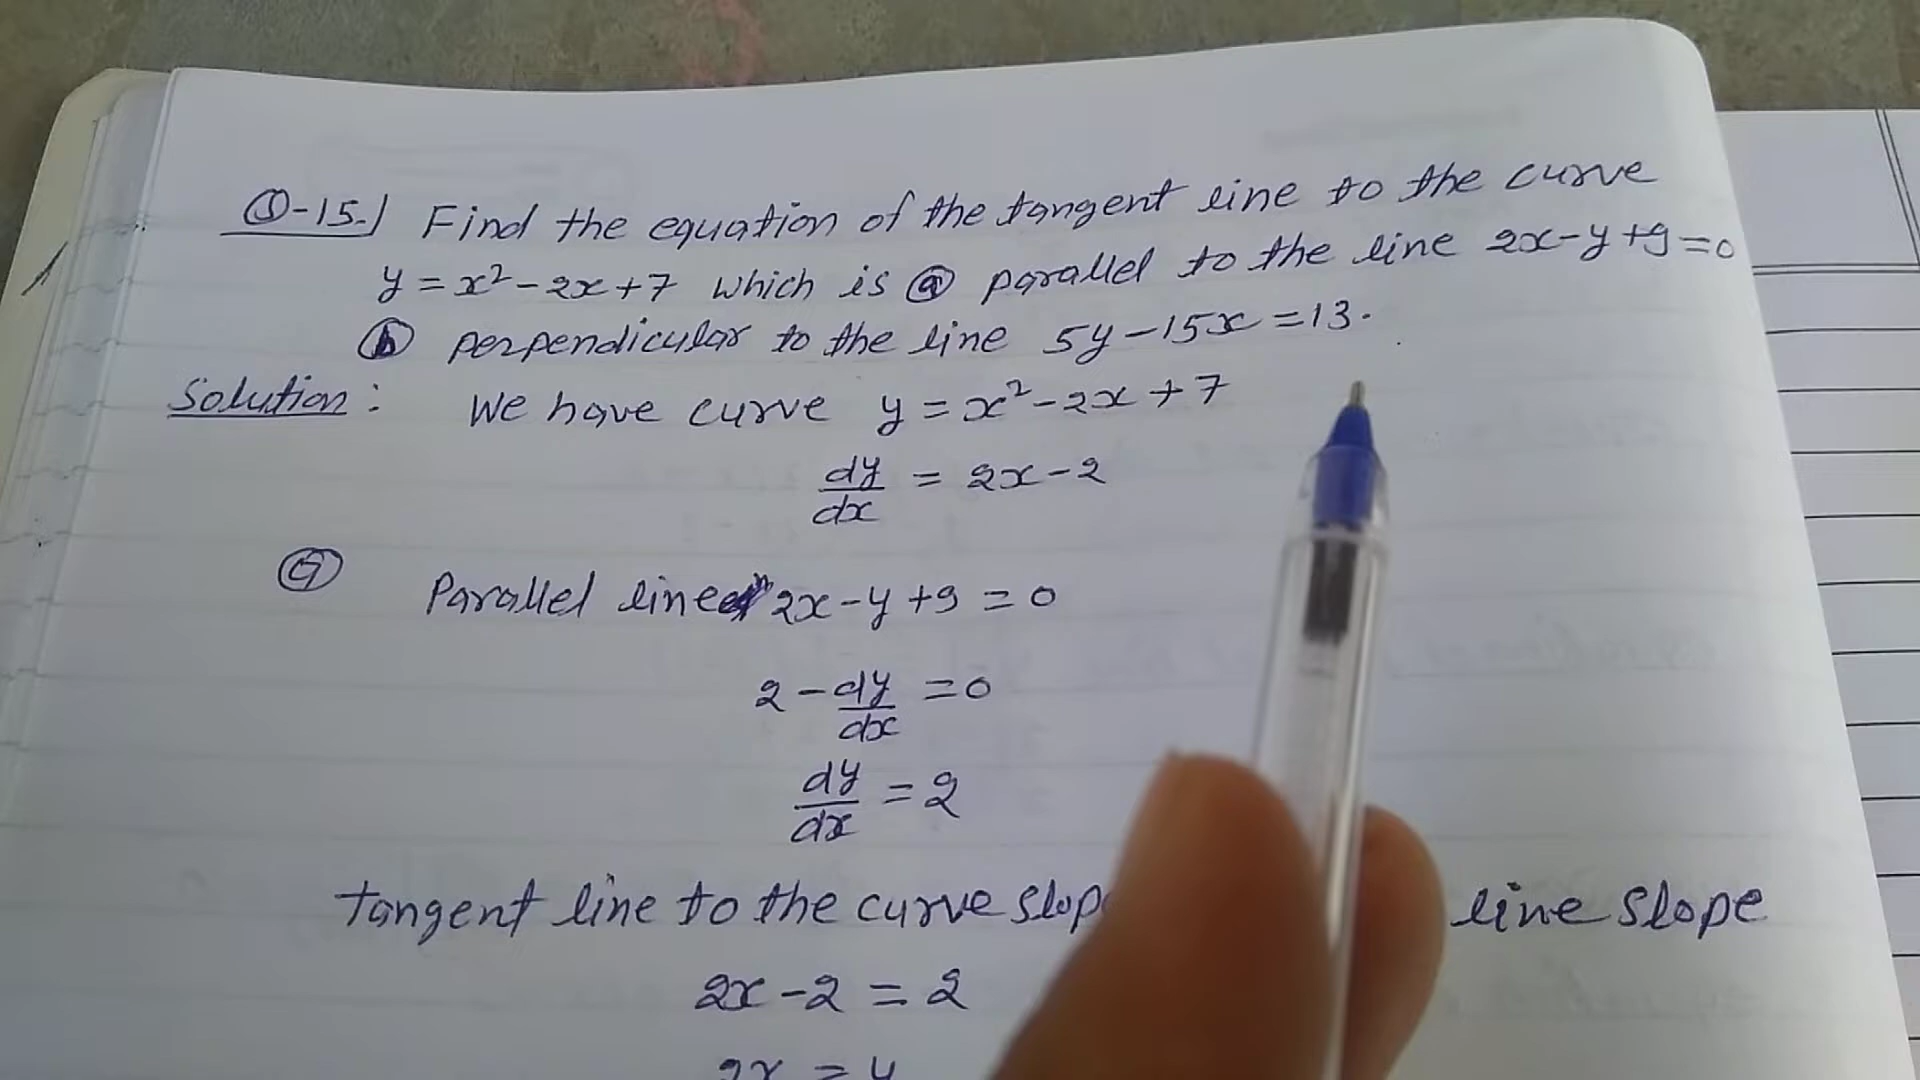 Q-15.) Find the equation of the tangent line to the curve
y = x² - 2x + 7 which is ⓐ parallel to the line 2x - y + 9 = 0
ⓑ perpendicular to the line 5y - 15x = 13.
Solution: We have curve y = x² - 2x + 7
dy/dx = 2x - 2
ⓐ Parallel line 2x - y + 9 = 0
2 - dy/dx = 0
dy/dx = 2
tangent line to the curve line slope
2x - 2 = 2
2x = 4